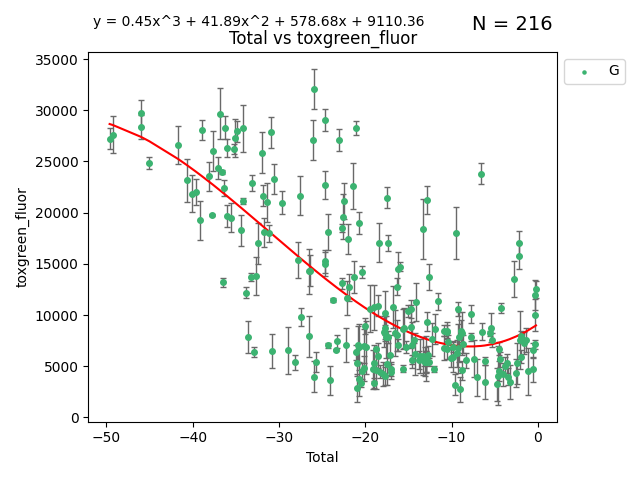 y = 0.45x^3 + 41.89x^2 + 578.68x + 9110.36
N = 216
Total vs toxgreen_fluor
35000
30000
25000
20000
15000
10000
5000
0
toxgreen_fluor
−50
−40
−30
−20
−10
0
Total
G